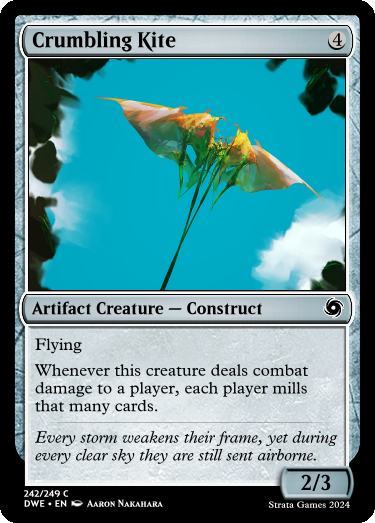 Crumbling Kite
4
Artifact Creature — Construct
Flying
Whenever this creature deals combat
damage to a player, each player mills
that many cards.
Every storm weakens their frame, yet during
every clear sky they are still sent airborne.
2/3
242/249 C
DWE • EN Aaron Nakahara
Strata Games 2024